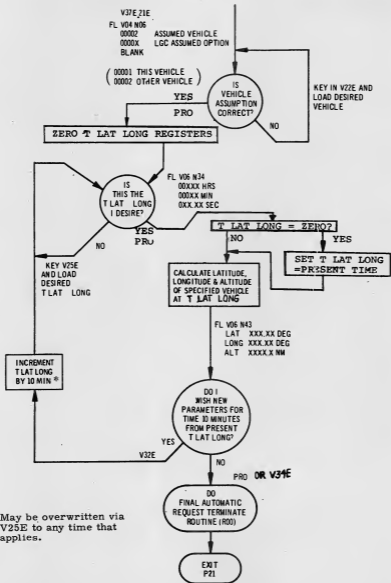 V37E 21E
FL V04 N06
00002 ASSUMED VEHICLE
0000X LGC ASSUMED OPTION
BLANK
( 00001 THIS VEHICLE
00002 OTHER VEHICLE )
IS
VEHICLE
ASSUMPTION
CORRECT?
YES
PRO
NO
KEY IN V22E AND
LOAD DESIRED
VEHICLE
ZERO T LAT LONG REGISTERS
FL V06 N34
00XXX HRS
000XX MIN
0XX.XX SEC
IS
THIS THE
T LAT LONG
I DESIRE?
NO
YES
PRO
KEY V25E
AND LOAD
DESIRED
T LAT LONG
T LAT LONG = ZERO?
NO
YES
SET T LAT LONG
=PRESENT TIME
CALCULATE LATITUDE,
LONGITUDE & ALTITUDE
OF SPECIFIED VEHICLE
AT T LAT LONG
FL V06 N43
LAT XXX.XX DEG
LONG XXX.XX DEG
ALT XXXX.X NM
INCREMENT
T LAT LONG
BY 10 MIN *
DO I
WISH NEW
PARAMETERS FOR
TIME 10 MINUTES
FROM PRESENT
T LAT LONG?
YES
V32E
NO
PRO OR V34E
DO
FINAL AUTOMATIC
REQUEST TERMINATE
ROUTINE (R00)
May be overwritten via
V25E to any time that
applies.
EXIT
P21